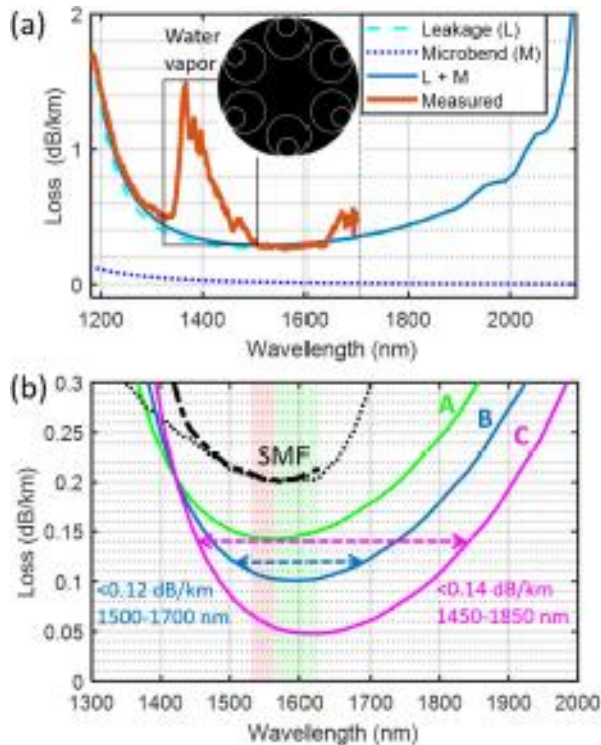 (a)
2
1
0
Loss (dB/km)
Water
vapor
Leakage (L)
Microbend (M)
L + M
Measured
1200 1400 1600 1800 2000
Wavellength (nm)
(b)
0.3
0.25
0.2
0.15
0.1
0.05
0
Loss (dB/km)
SMF
A
B
C
<0.12 dB/km
1500-1700 nm
<0.14 dB/km
1450-1850 nm
1300 1400 1500 1600 1700 1800 1900 2000
Wavelength (nm)